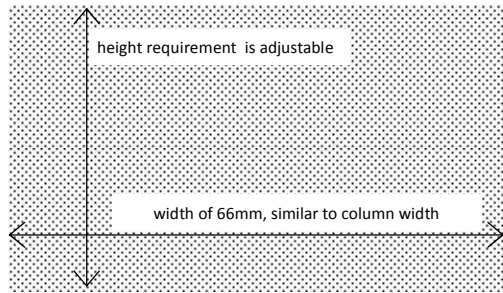 height requirement  is adjustable
width of 66mm, similar to column width